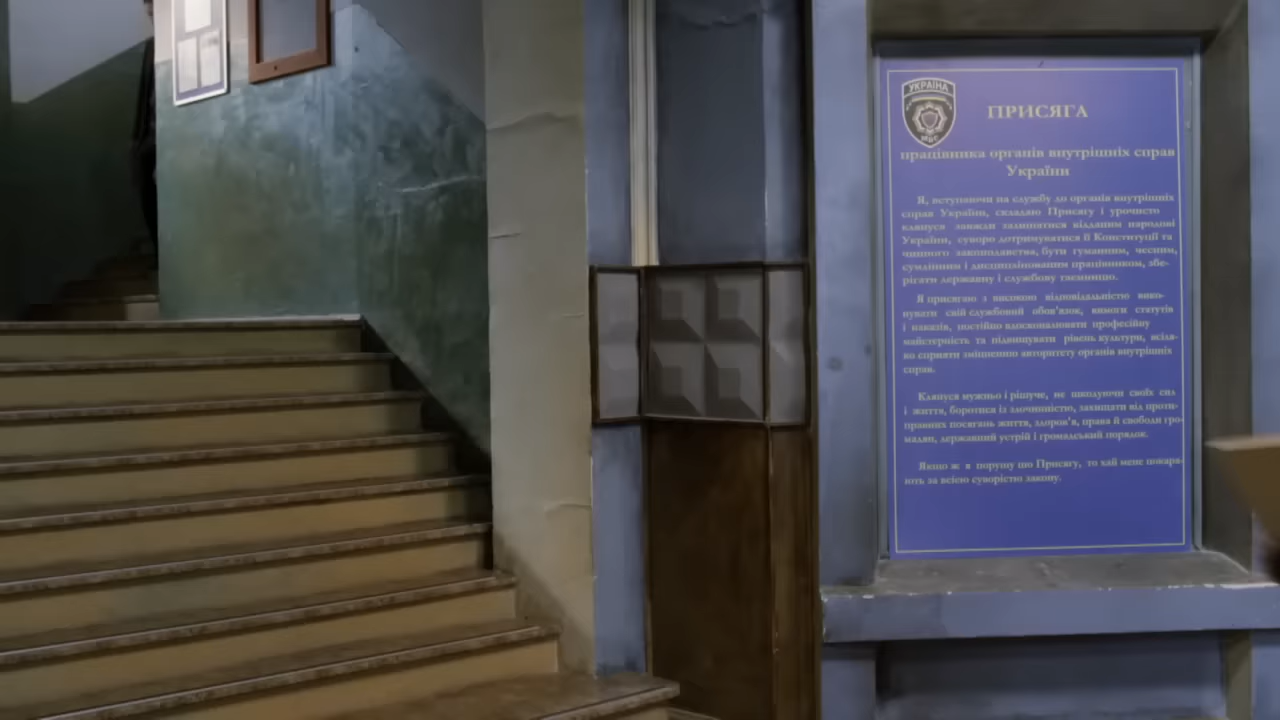 УКРАЇНА
МВС
ПРИСЯГА
працівника органів внутрішніх справ
України
Я, вступаючи на службу до органів внутрішніх
справ України, складаю Присягу і урочисто
клянуся завжди залишатися відданим народові
України, суворо дотримуватися її Конституції та
чинного законодавства, бути гуманним, чесним,
сумлінним і дисциплінованим працівником, збе-
рігати державну і службову таємницю.
Я присягаю з високою відповідальністю вико-
нувати свій службовий обов'язок, вимоги статутів
і наказів, постійно вдосконалювати професійну
майстерність та підвищувати рівень культури, всіля-
ко сприяти зміцненню авторитету органів внутрішніх
справ.
Клянуся мужньо і рішуче, не шкодуючи своїх сил
і життя, боротися із злочинністю, захищати від проти-
правних посягань життя, здоров'я, права й свободи гро-
мадян, державний устрій і громадський порядок.
Якщо ж я порушу цю Присягу, то хай мене покара-
ють за всією суворістю закону.